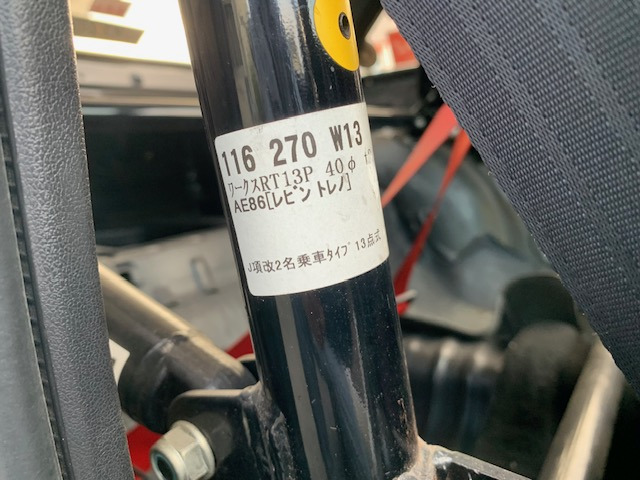 116 270 W13
ワークスRT13P 40φ
AE86[レビン トレノ]
J項改2名乗車タイプ 13点式